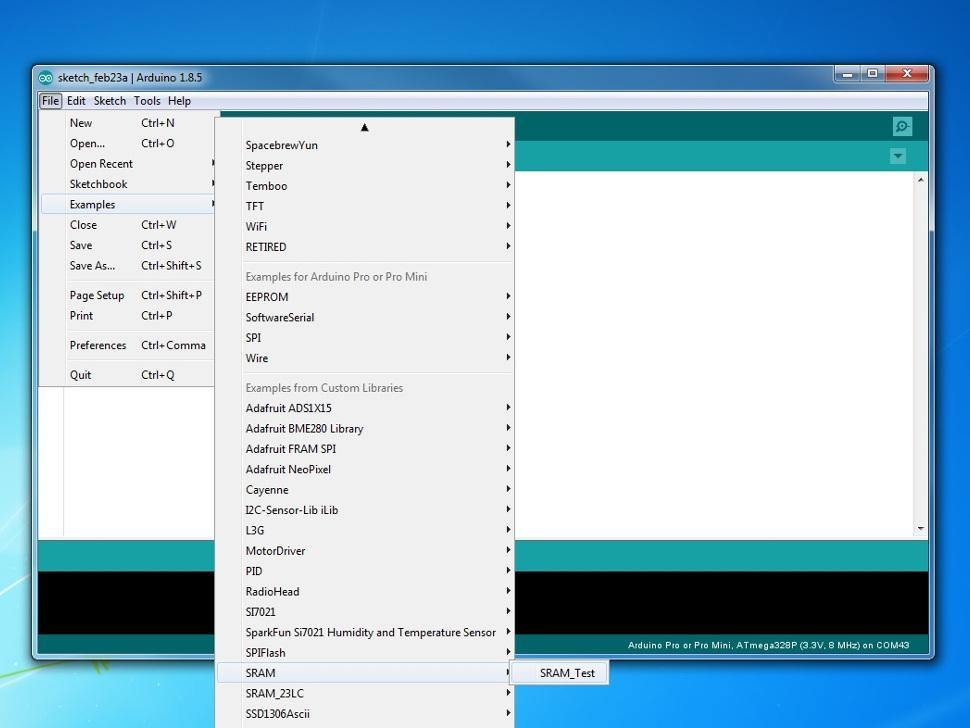 sketch_feb23a | Arduino 1.8.5
File Edit Sketch Tools Help
New Ctrl+N
Open... Ctrl+O
Open Recent
Sketchbook
Examples
Close Ctrl+W
Save Ctrl+S
Save As... Ctrl+Shift+S
Page Setup Ctrl+Shift+P
Print Ctrl+P
Preferences Ctrl+Comma
Quit Ctrl+Q
SpacebrewYun
Stepper
Temboo
TFT
WiFi
RETIRED
Examples for Arduino Pro or Pro Mini
EEPROM
SoftwareSerial
SPI
Wire
Examples from Custom Libraries
Adafruit ADS1X15
Adafruit BME280 Library
Adafruit FRAM SPI
Adafruit NeoPixel
Cayenne
I2C-Sensor-Lib iLib
L3G
MotorDriver
PID
RadioHead
SI7021
SparkFun Si7021 Humidity and Temperature Sensor
SPIFlash
SRAM
SRAM_23LC
SSD1306Ascii
SRAM_Test
Arduino Pro or Pro Mini, ATmega328P (3.3V, 8 MHz) on COM43